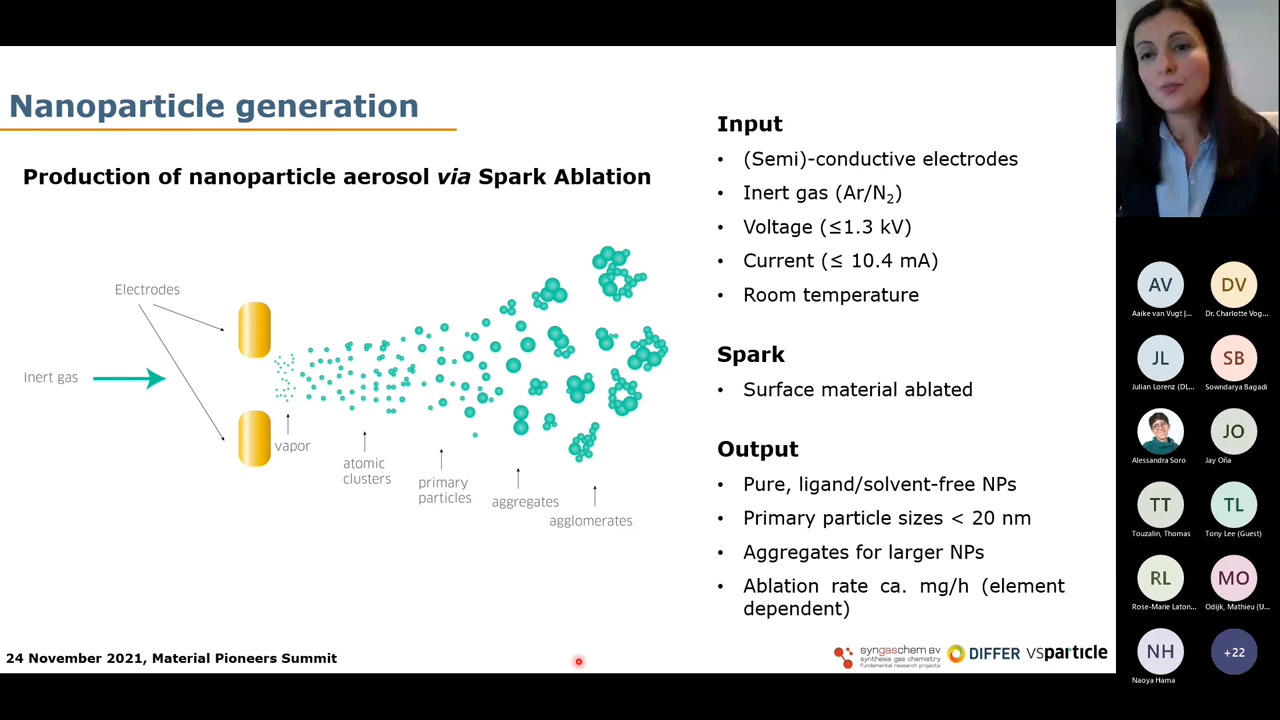 Nanoparticle generation
Production of nanoparticle aerosol via Spark Ablation
Electrodes
Inert gas
vapor
atomic
clusters
primary
particles
aggregates
agglomerates
Input
• (Semi)-conductive electrodes
• Inert gas (Ar/N₂)
• Voltage (≤1.3 kV)
• Current (≤ 10.4 mA)
• Room temperature
Spark
• Surface material ablated
Output
• Pure, ligand/solvent-free NPs
• Primary particle sizes < 20 nm
• Aggregates for larger NPs
• Ablation rate ca. mg/h (element
dependent)
24 November 2021, Material Pioneers Summit
syngaschem BV
synthesis gas chemistry
fundamental research projects
DIFFER
VSPARTICLE
AV
Aaike van Vugt |...
DV
Dr. Charlotte Vog...
JL
Julian Lorenz (DL...
SB
Sowndarya Bagadi
Alessandra Soro
JO
Jay Oña
TT
Touzalin, Thomas
TL
Tony Lee (Guest)
RL
Rose-Marie Laton...
MO
Odijk, Mathieu (U...
NH
Naoya Hama
+22